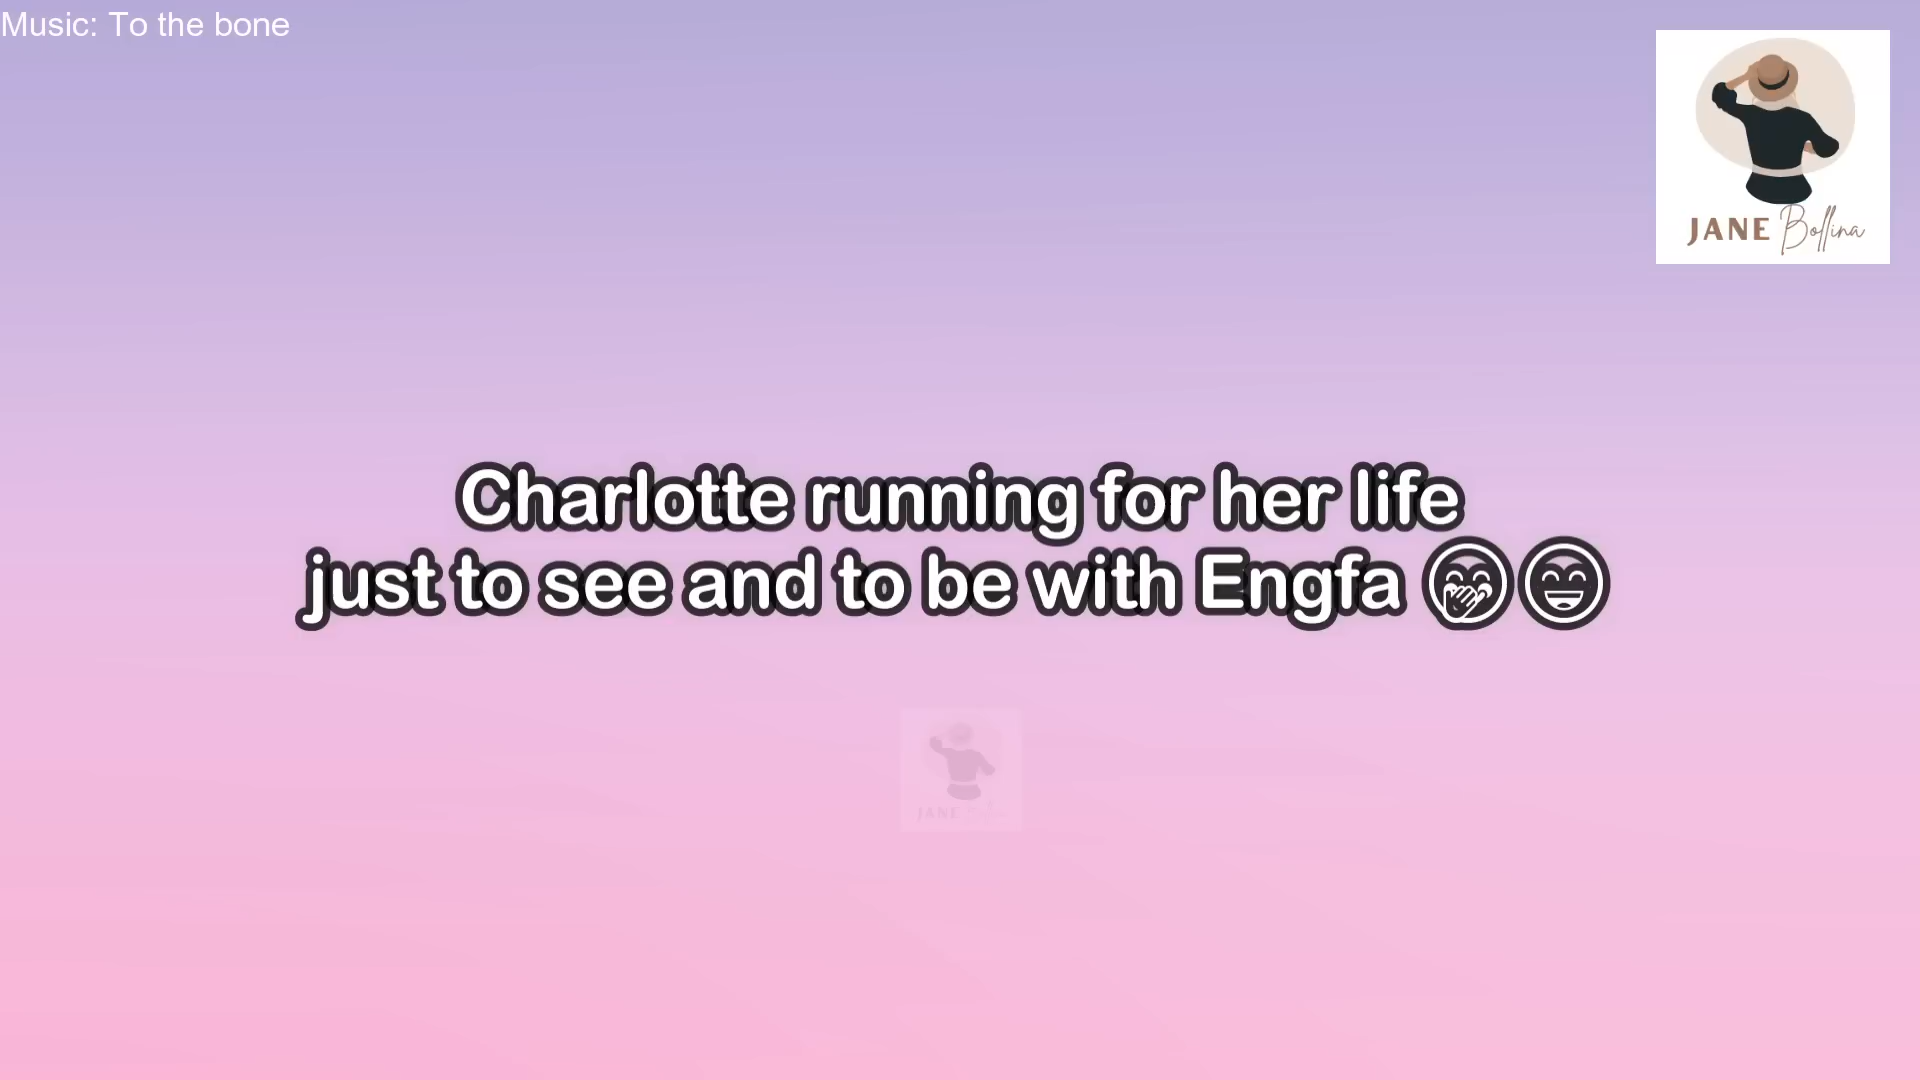 Music: To the bone
JANE Bollina
Charlotte running for her life
just to see and to be with Engfa 🤭😄
JANE